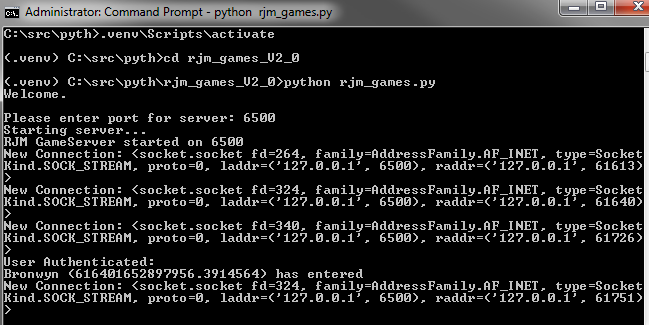 Administrator: Command Prompt - python  rjm_games.py
C:\src\pyth>.venv\Scripts\activate
(.venv) C:\src\pyth>cd rjm_games_V2_0
(.venv) C:\src\pyth\rjm_games_V2_0>python rjm_games.py
Welcome.
Please enter port for server: 6500
Starting server...
RJM GameServer started on 6500
New Connection: <socket.socket fd=264, family=AddressFamily.AF_INET, type=Socket
Kind.SOCK_STREAM, proto=0, laddr=('127.0.0.1', 6500), raddr=('127.0.0.1', 61613)
>
New Connection: <socket.socket fd=324, family=AddressFamily.AF_INET, type=Socket
Kind.SOCK_STREAM, proto=0, laddr=('127.0.0.1', 6500), raddr=('127.0.0.1', 61640)
>
New Connection: <socket.socket fd=340, family=AddressFamily.AF_INET, type=Socket
Kind.SOCK_STREAM, proto=0, laddr=('127.0.0.1', 6500), raddr=('127.0.0.1', 61726)
>
User Authenticated:
Bronwyn (616401652897956.3914564) has entered
New Connection: <socket.socket fd=324, family=AddressFamily.AF_INET, type=Socket
Kind.SOCK_STREAM, proto=0, laddr=('127.0.0.1', 6500), raddr=('127.0.0.1', 61751)
>